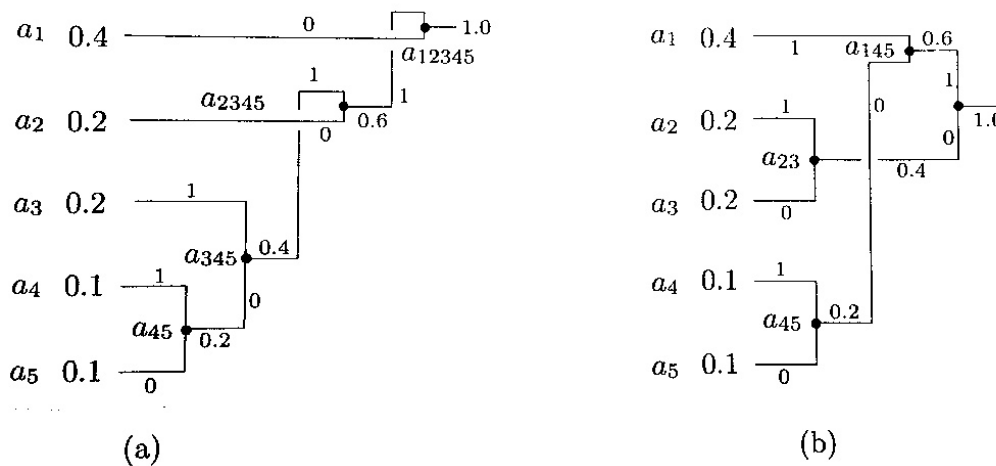 a1 0.4 0 1.0
a12345
1
a2345 1
a2 0.2 0 0.6
a3 0.2 1
a345 0.4
a4 0.1 1 0
a45 0.2
a5 0.1 0
(a)
a1 0.4 1 a145 0.6
1
a2 0.2 1 0 1.0
a23 0 0.4
a3 0.2 0
a4 0.1 1
a45 0.2
a5 0.1 0
(b)